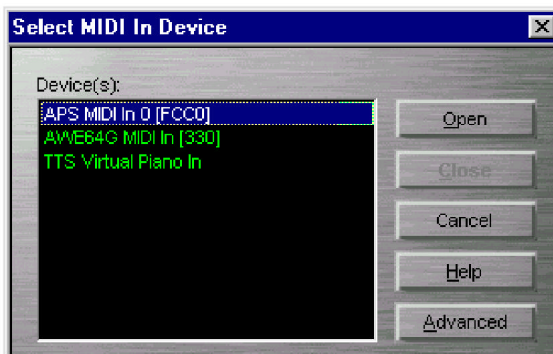 Select MIDI In Device
Device(s):
APS MIDI In 0 [FCC0]
AWE64G MIDI In [330]
TTS Virtual Piano In
Open
Close
Cancel
Help
Advanced